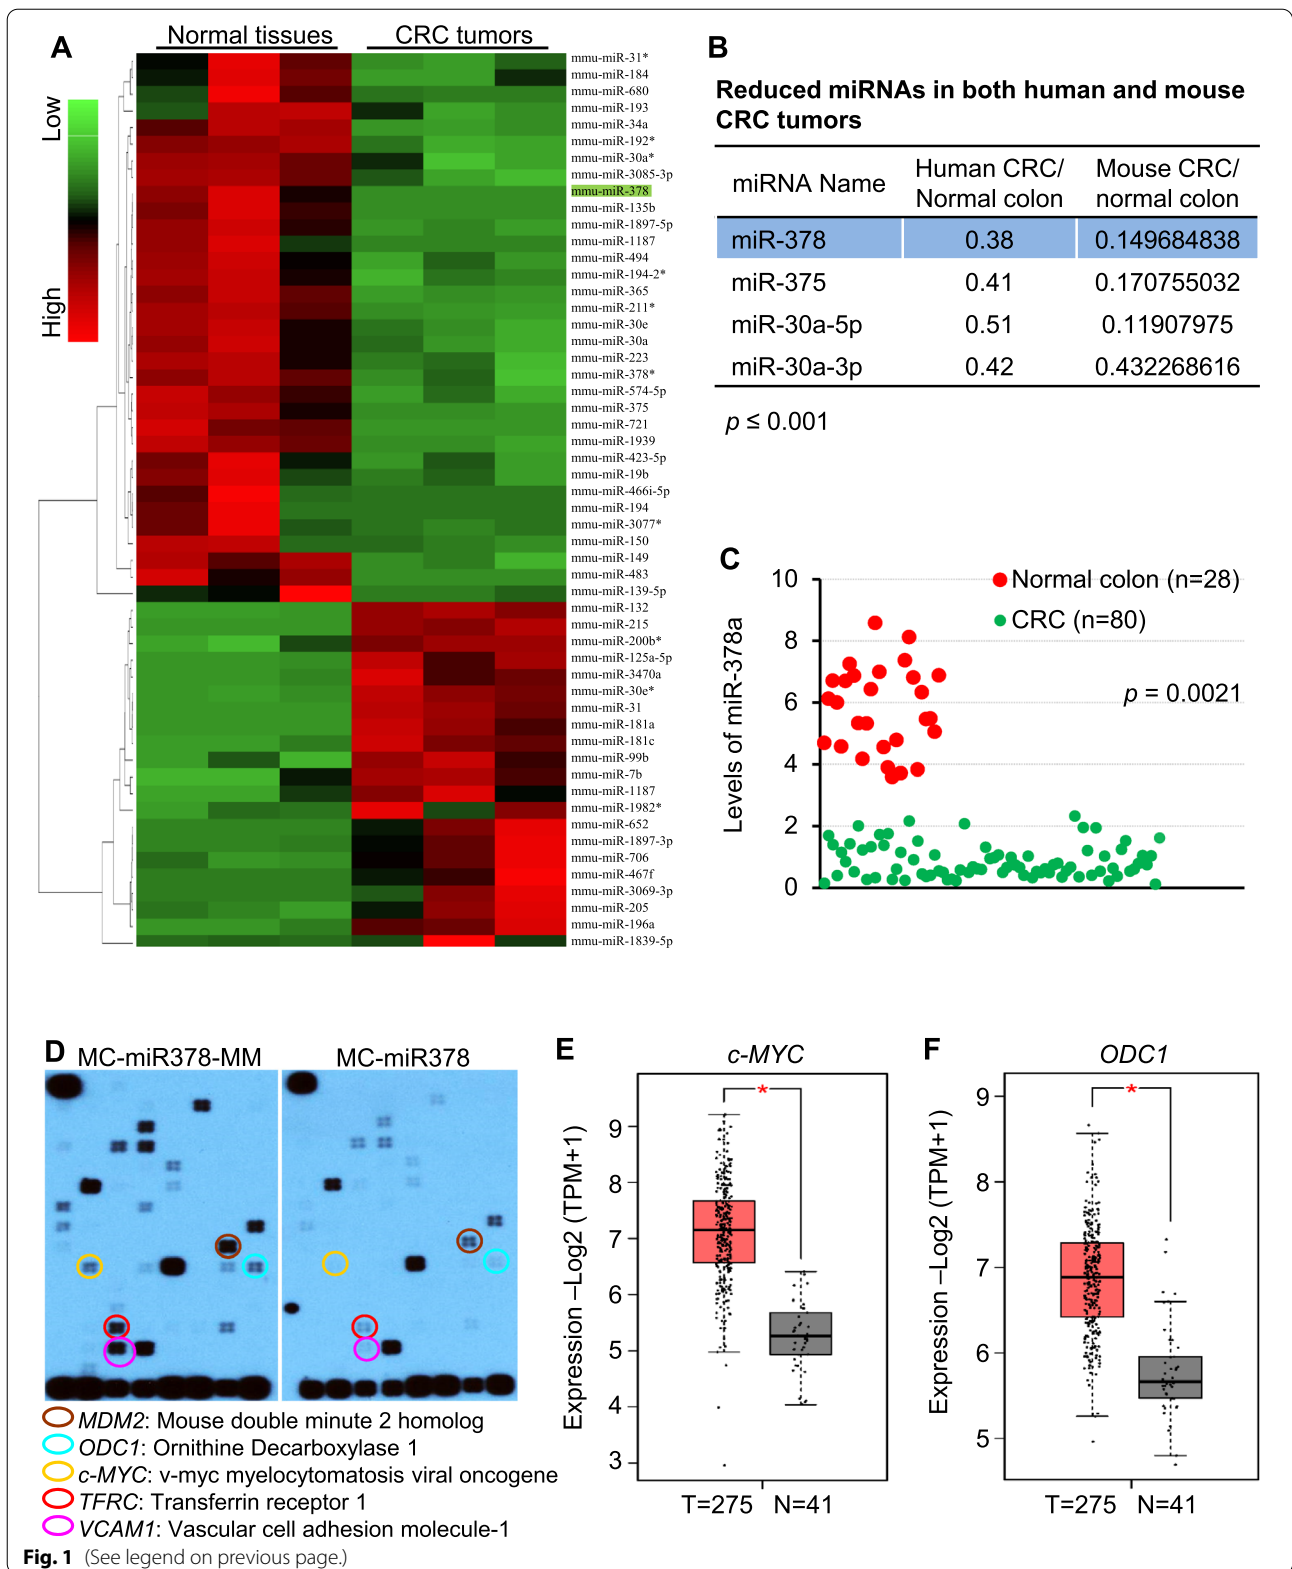 A
Normal tissues
CRC tumors
Low
High
mmu-miR-31*
mmu-miR-184
mmu-miR-680
mmu-miR-193
mmu-miR-34a
mmu-miR-192*
mmu-miR-30a*
mmu-miR-3085-3p
mmu-miR-378
mmu-miR-135b
mmu-miR-1897-5p
mmu-miR-1187
mmu-miR-494
mmu-miR-194-2*
mmu-miR-365
mmu-miR-211*
mmu-miR-30e
mmu-miR-30a
mmu-miR-223
mmu-miR-378*
mmu-miR-574-5p
mmu-miR-375
mmu-miR-721
mmu-miR-1939
mmu-miR-423-5p
mmu-miR-19b
mmu-miR-466i-5p
mmu-miR-194
mmu-miR-3077*
mmu-miR-150
mmu-miR-149
mmu-miR-483
mmu-miR-139-5p
mmu-miR-132
mmu-miR-215
mmu-miR-200b*
mmu-miR-125a-5p
mmu-miR-3470a
mmu-miR-30e*
mmu-miR-31
mmu-miR-181a
mmu-miR-181c
mmu-miR-99b
mmu-miR-7b
mmu-miR-1187
mmu-miR-1982*
mmu-miR-652
mmu-miR-1897-3p
mmu-miR-706
mmu-miR-467f
mmu-miR-3069-3p
mmu-miR-205
mmu-miR-196a
mmu-miR-1839-5p
B
Reduced miRNAs in both human and mouse
CRC tumors
miRNA Name
Human CRC/
Normal colon
Mouse CRC/
normal colon
miR-378 0.38 0.149684838
miR-375 0.41 0.170755032
miR-30a-5p 0.51 0.11907975
miR-30a-3p 0.42 0.432268616
p ≤ 0.001
C
Levels of miR-378a
10
8
6
4
2
0
Normal colon (n=28)
CRC (n=80)
p = 0.0021
D
MC-miR378-MM
MC-miR378
MDM2: Mouse double minute 2 homolog
ODC1: Ornithine Decarboxylase 1
c-MYC: v-myc myelocytomatosis viral oncogene
TFRC: Transferrin receptor 1
VCAM1: Vascular cell adhesion molecule-1
E
c-MYC
*
Expression –Log2 (TPM+1)
9
8
7
6
5
4
3
T=275 N=41
F
ODC1
*
Expression –Log2 (TPM+1)
9
8
7
6
5
T=275 N=41
Fig. 1 (See legend on previous page.)